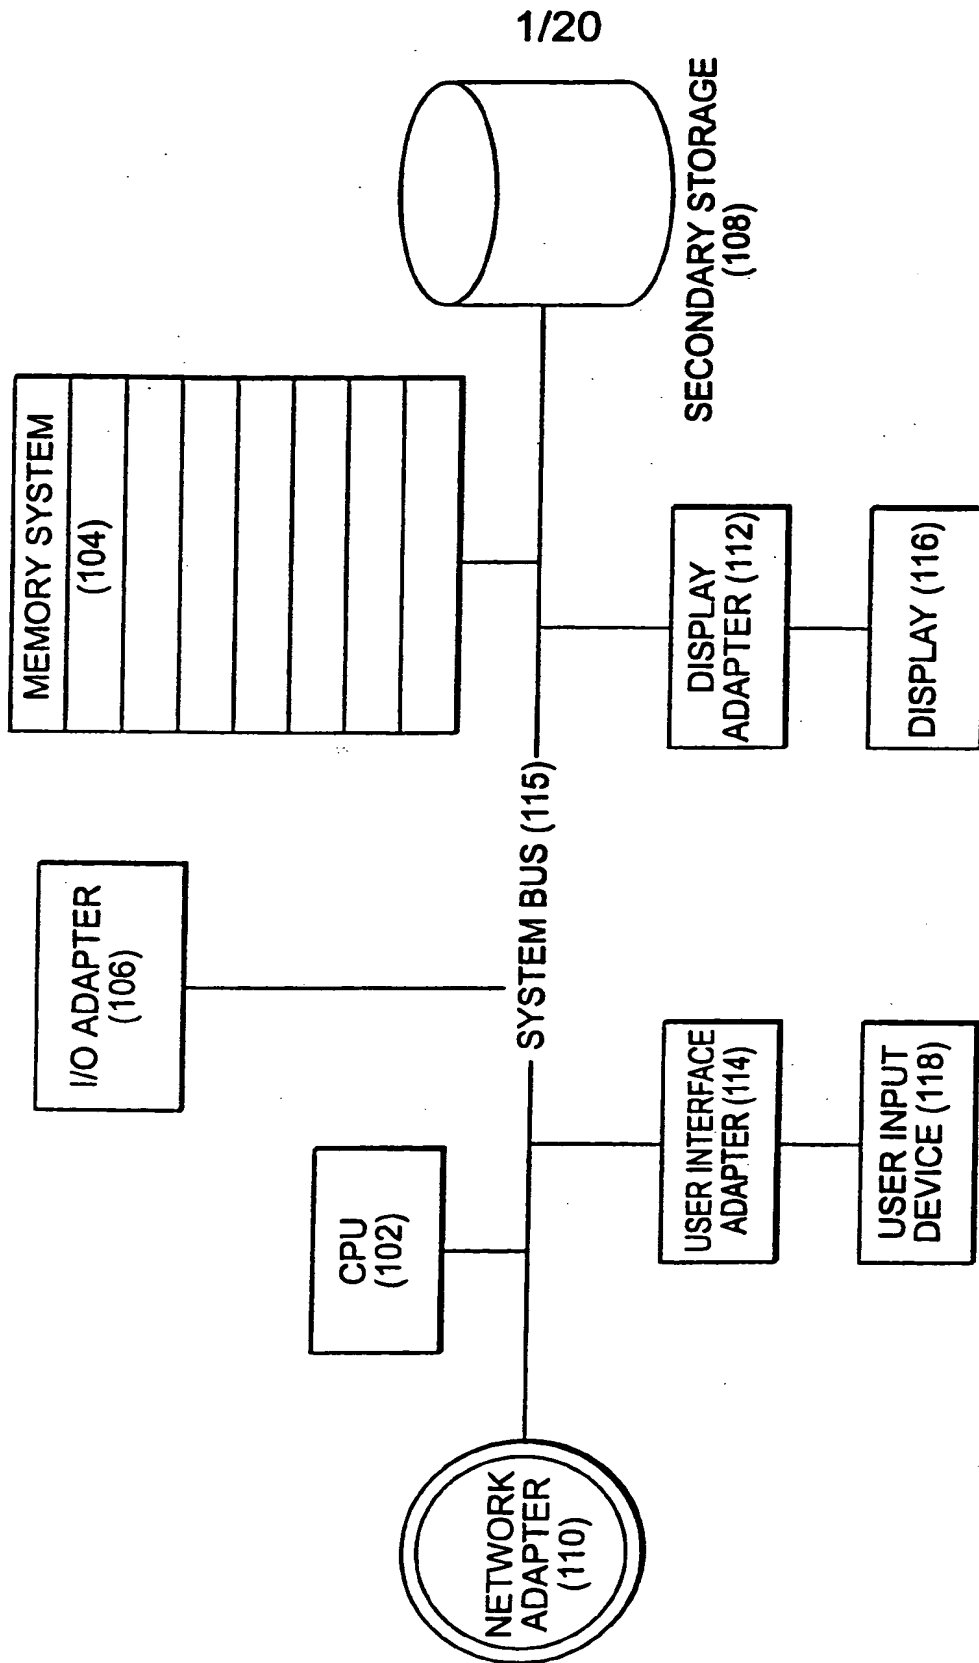 1/20
MEMORY SYSTEM
(104)
I/O ADAPTER
(106)
CPU
(102)
NETWORK
ADAPTER
(110)
SYSTEM BUS (115)
SECONDARY STORAGE
(108)
USER INTERFACE
ADAPTER (114)
DISPLAY
ADAPTER (112)
USER INPUT
DEVICE (118)
DISPLAY (116)